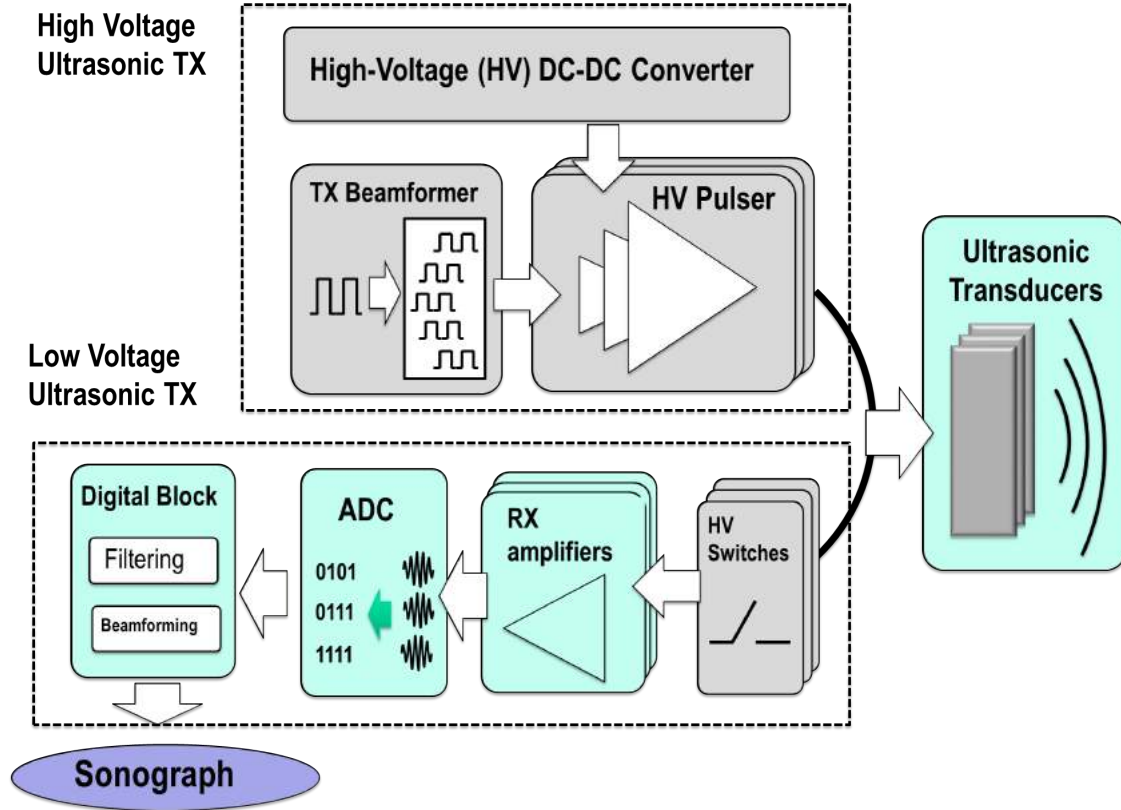 High Voltage
Ultrasonic TX
High-Voltage (HV) DC-DC Converter
TX Beamformer
HV Pulser
Ultrasonic
Transducers
Low Voltage
Ultrasonic TX
Digital Block
Filtering
Beamforming
ADC
0101
0111
1111
RX
amplifiers
HV
Switches
Sonograph